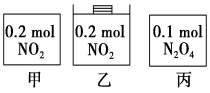 0.2 mol
NO₂
甲
0.2 mol
NO₂
乙
0.1 mol
N₂O₄
丙